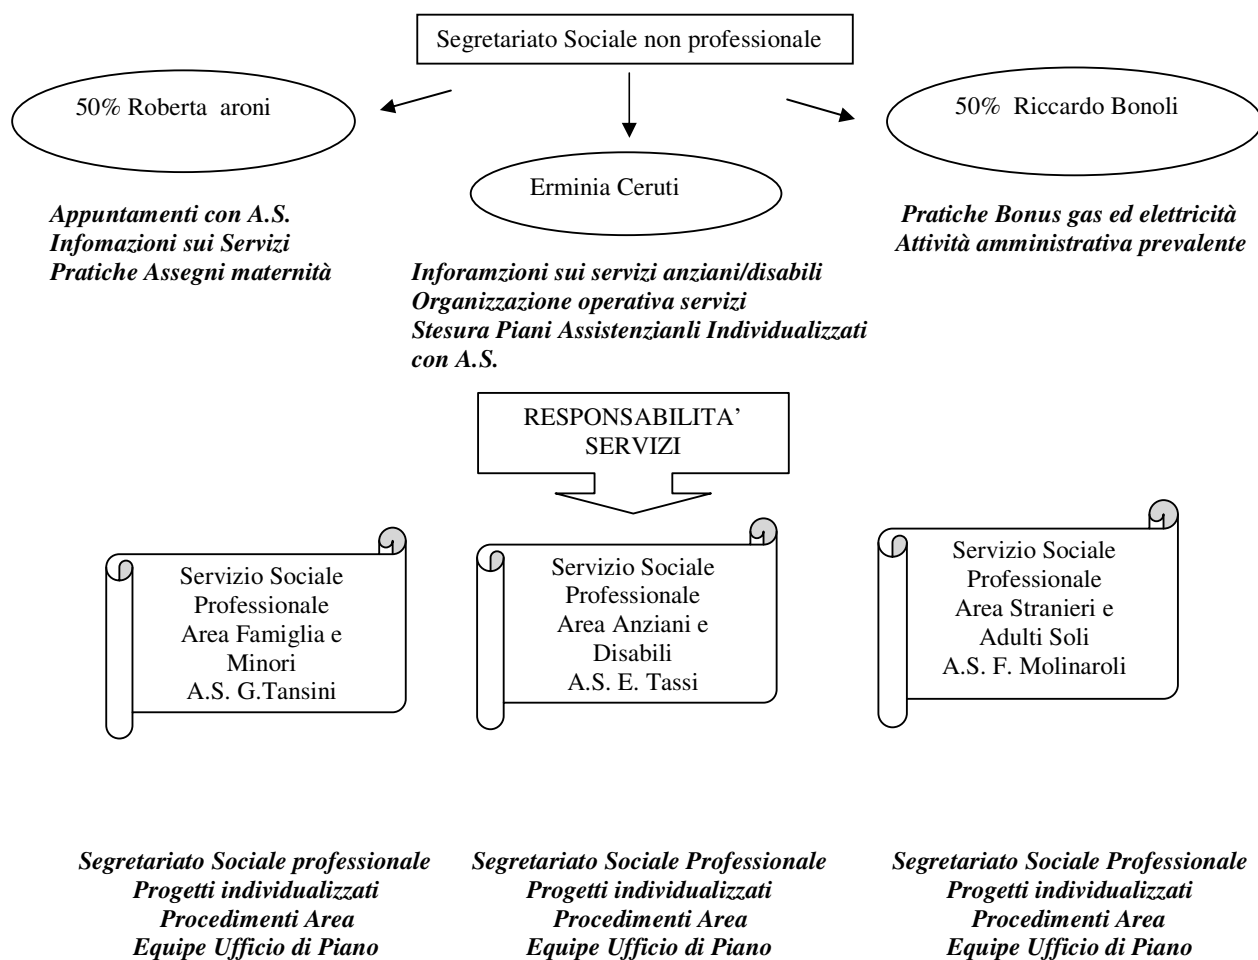 Segretariato Sociale non professionale
50% Roberta aroni
50% Riccardo Bonoli
Erminia Ceruti
Appuntamenti con A.S.
Infomazioni sui Servizi
Pratiche Assegni maternità
Pratiche Bonus gas ed elettricità
Attività amministrativa prevalente
Inforamzioni sui servizi anziani/disabili
Organizzazione operativa servizi
Stesura Piani Assistenzianli Individualizzati
con A.S.
RESPONSABILITA’
SERVIZI
Servizio Sociale
Professionale
Area Famiglia e
Minori
A.S. G.Tansini
Servizio Sociale
Professionale
Area Anziani e
Disabili
A.S. E. Tassi
Servizio Sociale
Professionale
Area Stranieri e
Adulti Soli
A.S. F. Molinaroli
Segretariato Sociale professionale
Progetti individualizzati
Procedimenti Area
Equipe Ufficio di Piano
Segretariato Sociale Professionale
Progetti individualizzati
Procedimenti Area
Equipe Ufficio di Piano
Segretariato Sociale Professionale
Progetti individualizzati
Procedimenti Area
Equipe Ufficio di Piano